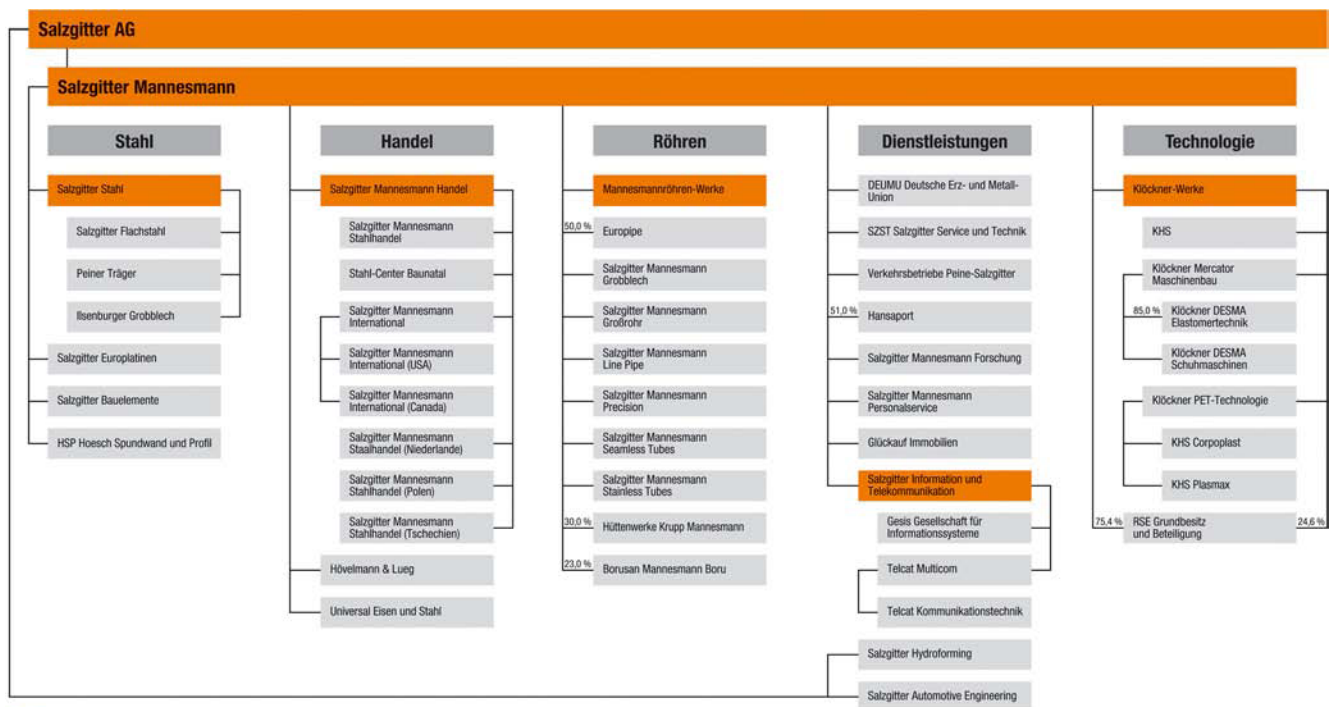 Salzgitter AG
Salzgitter Mannesmann
Stahl
Salzgitter Stahl
Salzgitter Flachstahl
Peiner Träger
Ilsenburger Grobblech
Salzgitter Europlatinen
Salzgitter Bauelemente
HSP Hoesch Spundwand und Profil
Handel
Salzgitter Mannesmann Handel
Salzgitter Mannesmann
Stahlhandel
Stahl-Center Baunatal
Salzgitter Mannesmann
International
Salzgitter Mannesmann
International (USA)
Salzgitter Mannesmann
International (Canada)
Salzgitter Mannesmann
Staalhandel (Niederlande)
Salzgitter Mannesmann
Stahlhandel (Polen)
Salzgitter Mannesmann
Stahlhandel (Tschechien)
Hövelmann & Lueg
Universal Eisen und Stahl
Röhren
Mannesmannröhren-Werke
50,0 %
Europipe
Salzgitter Mannesmann
Grobblech
Salzgitter Mannesmann
Großrohr
Salzgitter Mannesmann
Line Pipe
Salzgitter Mannesmann
Precision
Salzgitter Mannesmann
Seamless Tubes
Salzgitter Mannesmann
Stainless Tubes
30,0 %
Hüttenwerke Krupp Mannesmann
23,0 %
Borusan Mannesmann Boru
Dienstleistungen
DEUMU Deutsche Erz- und Metall-
Union
SZST Salzgitter Service und Technik
Verkehrsbetriebe Peine-Salzgitter
51,0 %
Hansaport
Salzgitter Mannesmann Forschung
Salzgitter Mannesmann
Personalservice
Glückauf Immobilien
Salzgitter Information und
Telekommunikation
Gesis Gesellschaft für
Informationssysteme
Telcat Multicom
Telcat Kommunikationstechnik
Salzgitter Hydroforming
Salzgitter Automotive Engineering
Technologie
Klöckner-Werke
KHS
Klöckner Mercator
Maschinenbau
85,0 %
Klöckner DESMA
Elastomertechnik
Klöckner DESMA
Schuhmaschinen
Klöckner PET-Technologie
KHS Corpoplast
KHS Plasmax
75,4 %
RSE Grundbesitz
und Beteiligung
24,6 %